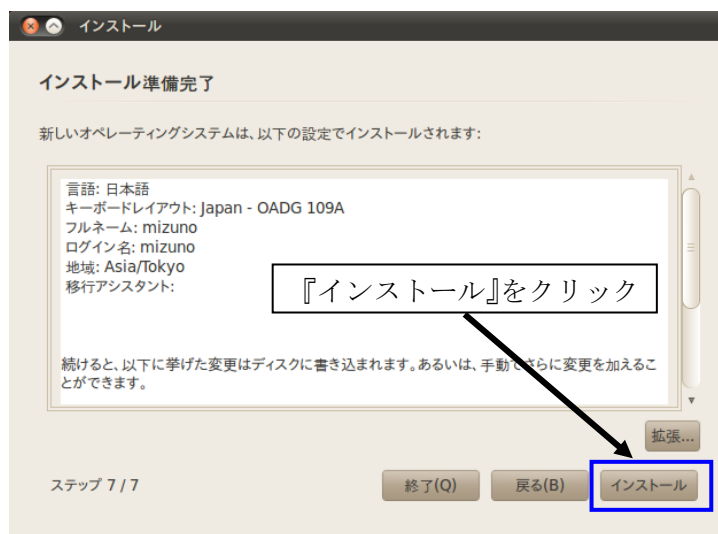 インストール
インストール準備完了
新しいオペレーティングシステムは、以下の設定でインストールされます:
言語: 日本語
キーボードレイアウト: Japan - OADG 109A
フルネーム: mizuno
ログイン名: mizuno
地域: Asia/Tokyo
移行アシスタント:
『インストール』をクリック
続けると、以下に挙げた変更はディスクに書き込まれます。あるいは、手動でさらに変更を加えるこ
とができます。
拡張...
ステップ 7 / 7
終了(Q)
戻る(B)
インストール